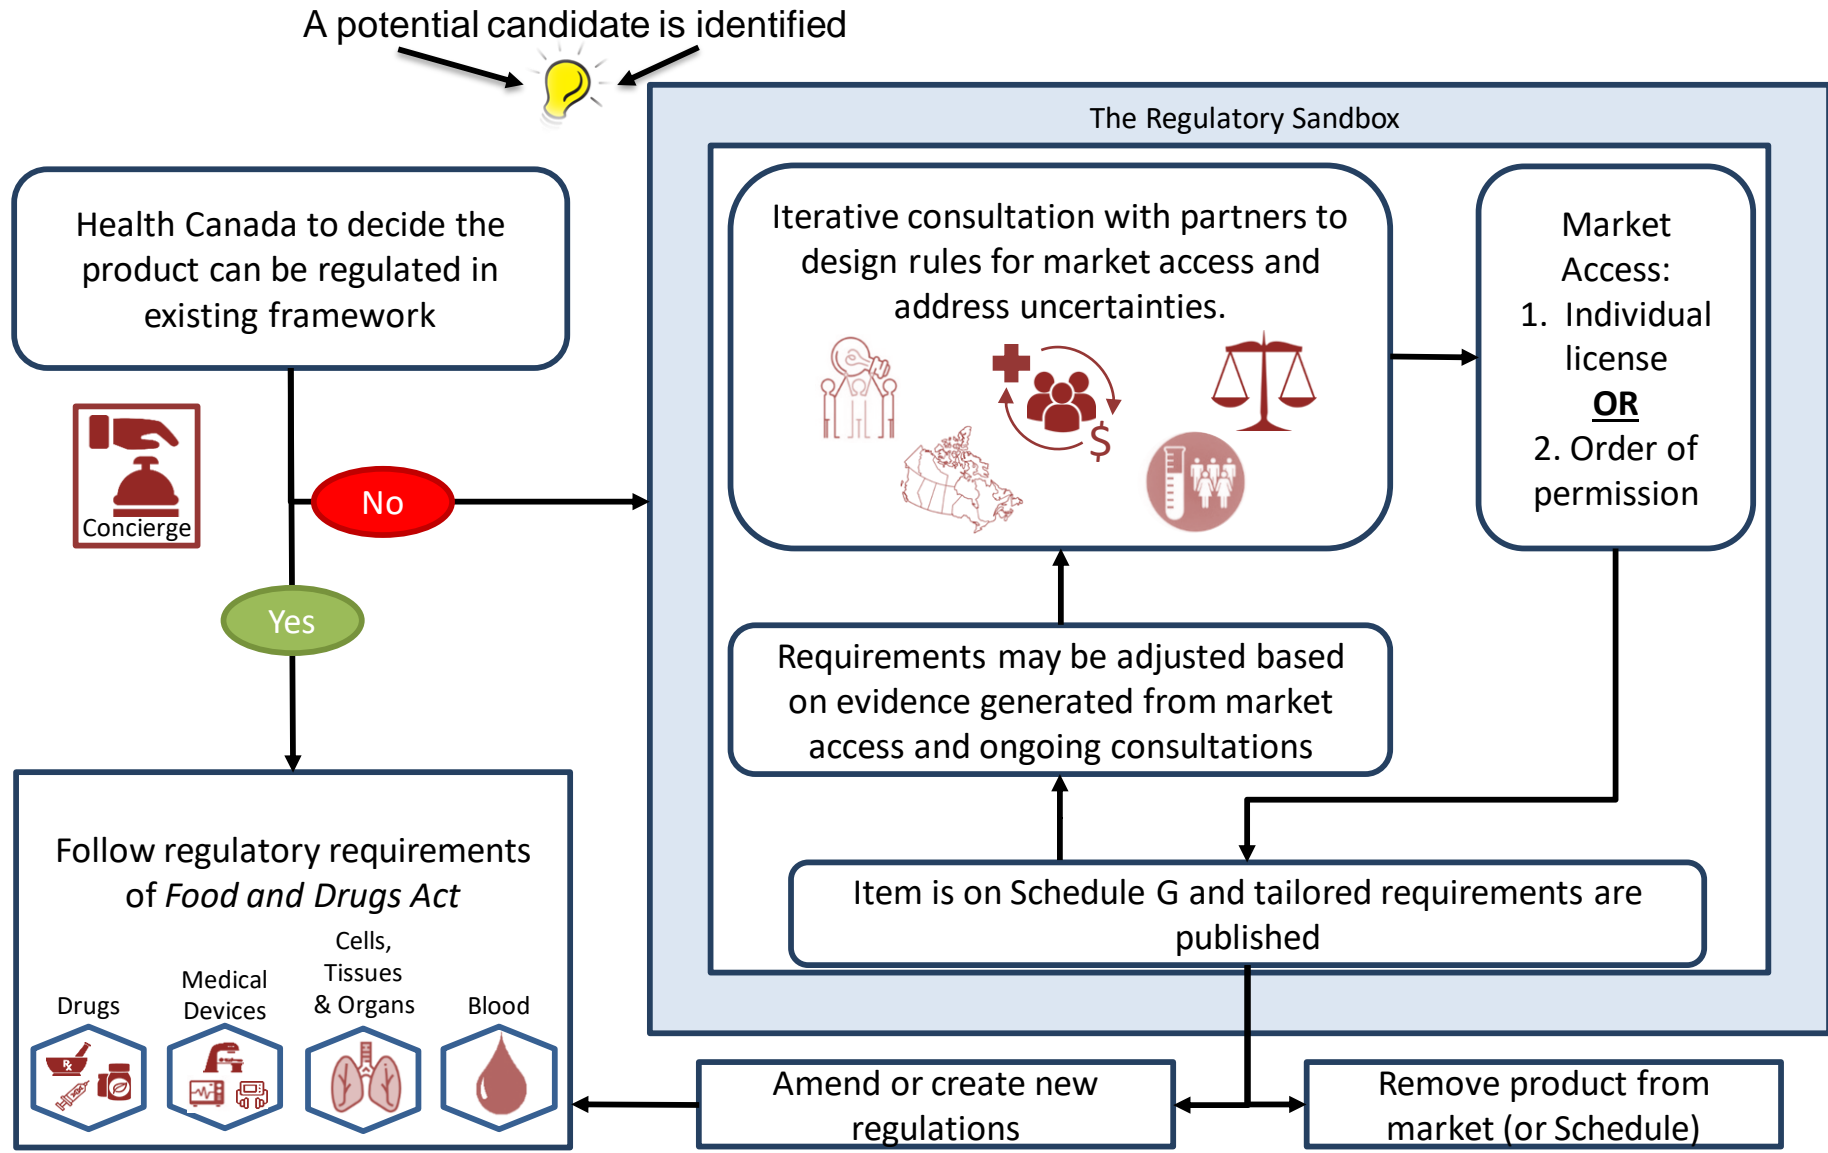 A potential candidate is identified
The Regulatory Sandbox
Health Canada to decide the
product can be regulated in
existing framework
Concierge
No
Yes
Iterative consultation with partners to
design rules for market access and
address uncertainties.
$
Market
Access:
1. Individual
license
OR
2. Order of
permission
Requirements may be adjusted based
on evidence generated from market
access and ongoing consultations
Item is on Schedule G and tailored requirements are
published
Follow regulatory requirements
of Food and Drugs Act
Drugs
Medical
Devices
Cells,
Tissues
& Organs
Blood
Rx
Amend or create new
regulations
Remove product from
market (or Schedule)